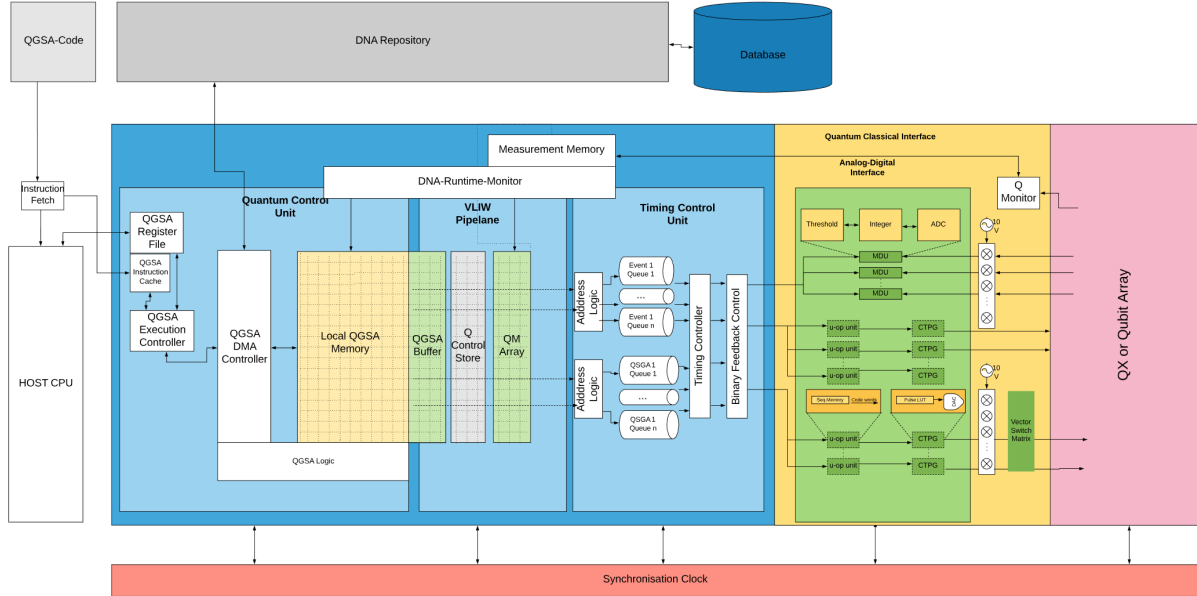 QGSA-Code
DNA Repository
Database
Instruction
Fetch
HOST CPU
Measurement Memory
DNA-Runtime-Monitor
Quantum Control
Unit
VLIW
Pipelane
Timing Control
Unit
QGSA
Register
File
QGSA
Instruction
Cache
QGSA
Execution
Controller
QGSA
DMA
Controller
Local QGSA
Memory
QGSA
Buffer
Q
Control
Store
QM
Array
QGSA Logic
Adddress
Logic
Event 1
Queue 1
...
Event 1
Queue n
Adddress
Logic
QSGA 1
Queue 1
...
QSGA 1
Queue n
Timing Controller
Binary Feedback Control
Quantum Classical Interface
Analog-Digital
Interface
Threshold
Integer
ADC
MDU
MDU
MDU
u-op unit
CTPG
u-op unit
CTPG
u-op unit
CTPG
Seq Memory
Code words
Pulse LUT
DAC
u-op unit
CTPG
u-op unit
CTPG
Q
Monitor
10
V
10
V
Vector
Switch
Matrix
QX or Qubit Array
Synchronisation Clock